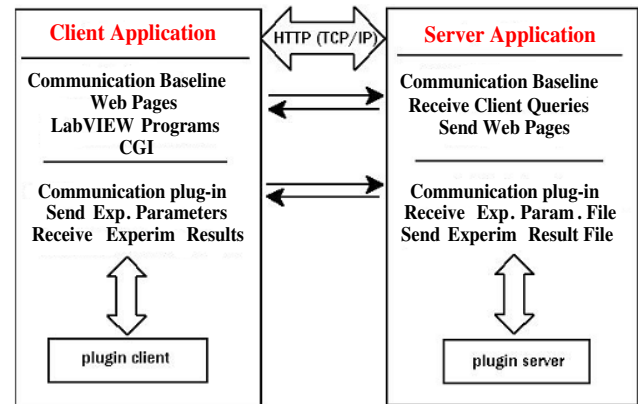 Client Application
Communication Baseline
Web Pages
LabVIEW Programs
CGI
Communication plug-in
Send Exp. Parameters
Receive Experim Results
plugin client
HTTP (TCP/IP)
Server Application
Communication Baseline
Receive Client Queries
Send Web Pages
Communication plug-in
Receive Exp. Param. File
Send Experim Result File
plugin server